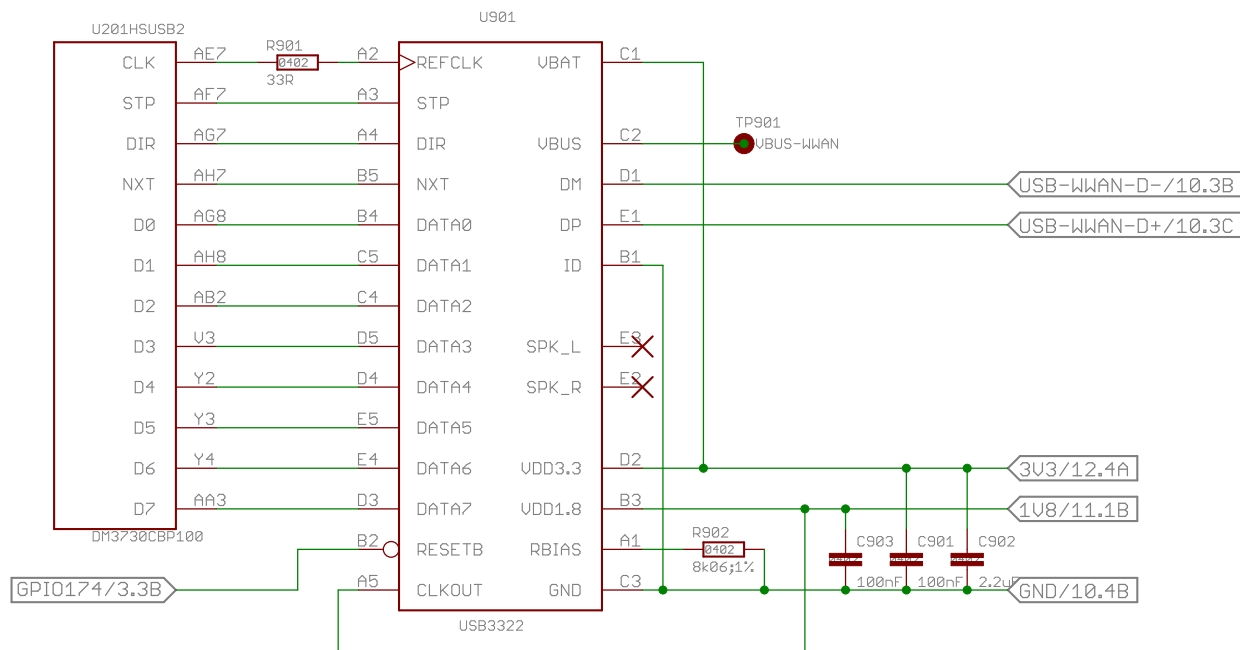 U901
U201HSUSB2
CLK AE7 R901 0402 33R A2 REFCLK VBAT C1
STP AF7 A3 STP
TP901
DIR AG7 A4 DIR VBUS C2 VBUS-WWAN
NXT AH7 B5 NXT DM D1 USB-WWAN-D-/10.3B
D0 AG8 B4 DATA0 DP E1 USB-WWAN-D+/10.3C
D1 AH8 C5 DATA1 ID B1
D2 AB2 C4 DATA2
D3 V3 D5 DATA3 SPK_L E3
D4 Y2 D4 DATA4 SPK_R E2
D5 Y3 E5 DATA5
D6 Y4 E4 DATA6 VDD3.3 D2 3V3/12.4A
D7 AA3 D3 DATA7 VDD1.8 B3 1V8/11.1B
DM3730CBP100
B2 RESETB RBIAS A1 R902 0402 8k06;1%
C903 C901 C902
0402 0402 0402
100nF 100nF 2.2uF
GPIO174/3.3B A5 CLKOUT GND C3 GND/10.4B
USB3322